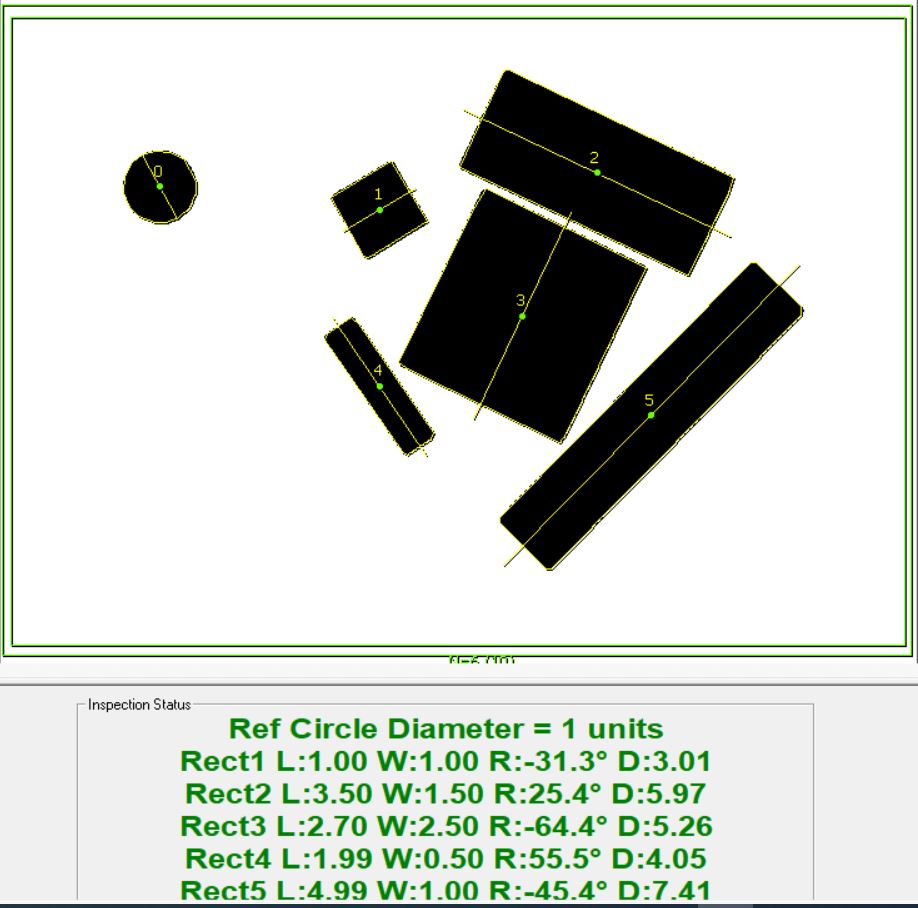 0
1
2
3
4
5
Inspection Status
Ref Circle Diameter = 1 units
Rect1 L:1.00 W:1.00 R:-31.3° D:3.01
Rect2 L:3.50 W:1.50 R:25.4° D:5.97
Rect3 L:2.70 W:2.50 R:-64.4° D:5.26
Rect4 L:1.99 W:0.50 R:55.5° D:4.05
Rect5 L:4.99 W:1.00 R:-45.4° D:7.41